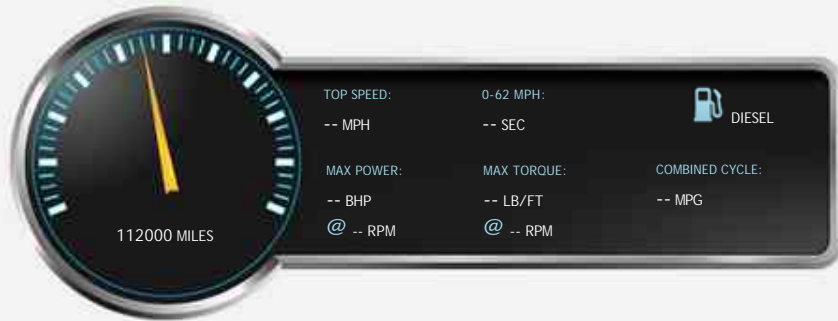 TOP SPEED:
-- MPH
0-62 MPH:
-- SEC
DIESEL
MAX POWER:
-- BHP
@ -- RPM
MAX TORQUE:
-- LB/FT
@ -- RPM
COMBINED CYCLE:
-- MPG
112000 MILES